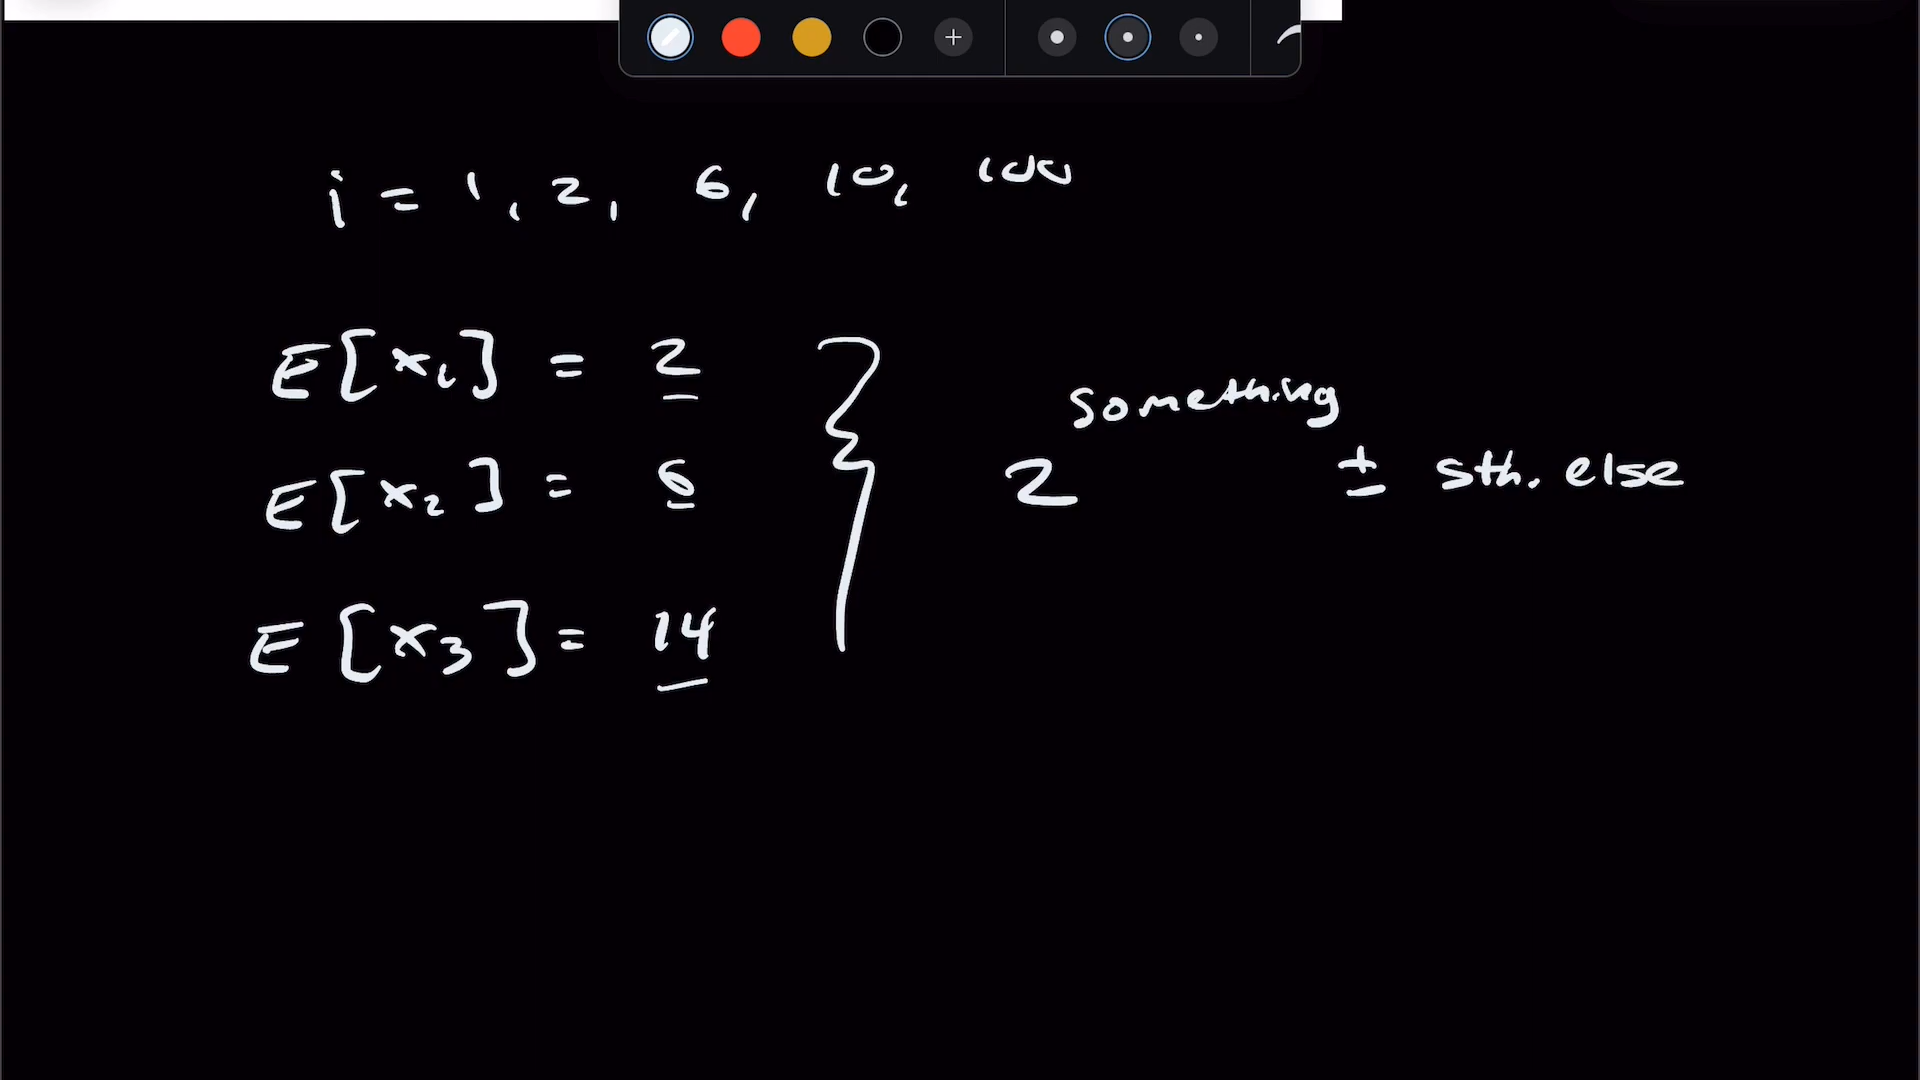 i = 1, 2, 6, 10, 100
E[x₁] = 2
something
E[x₂] = 6
2 ± sth. else
E[x₃] = 14